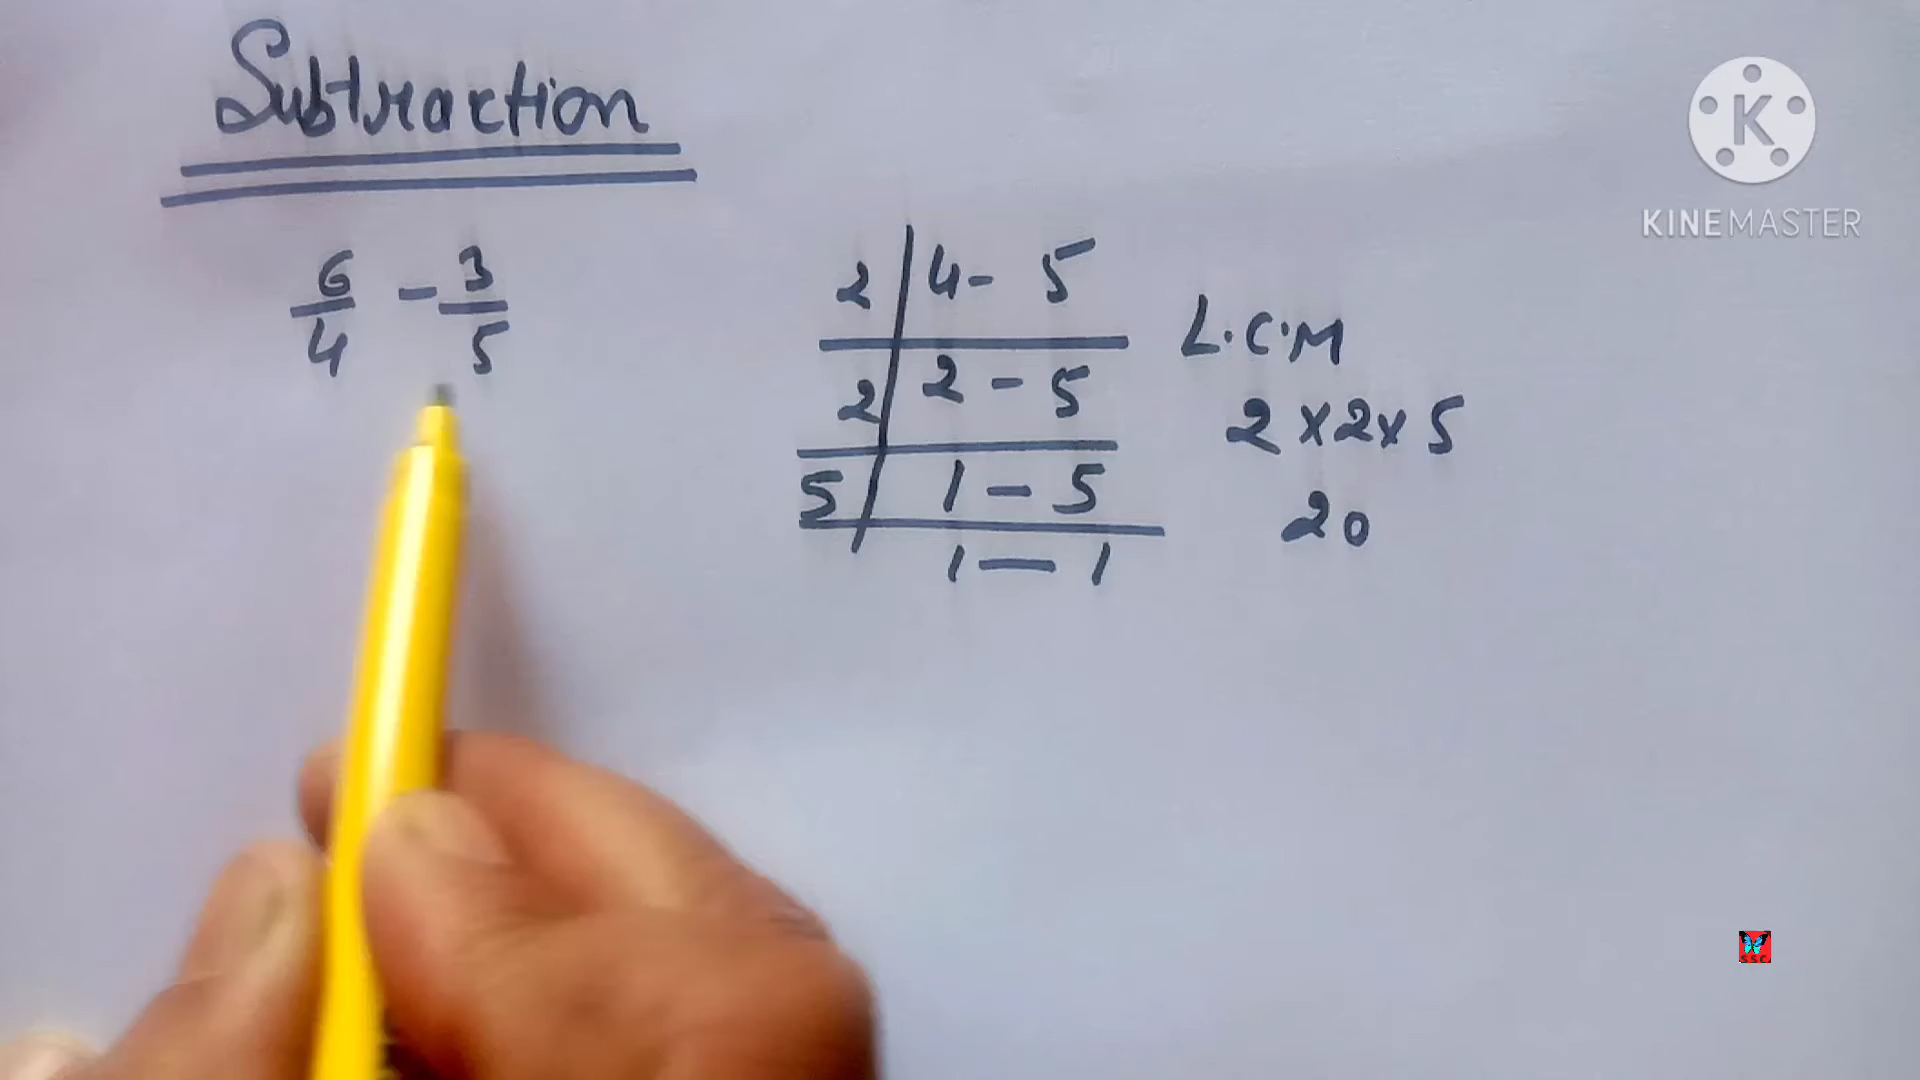 Subtraction
6/4 - 3/5
2 | 4 - 5
2 | 2 - 5
5 | 1 - 5
1 — 1
L.C.M
2 × 2 × 5
20
K
KINEMASTER
SSC